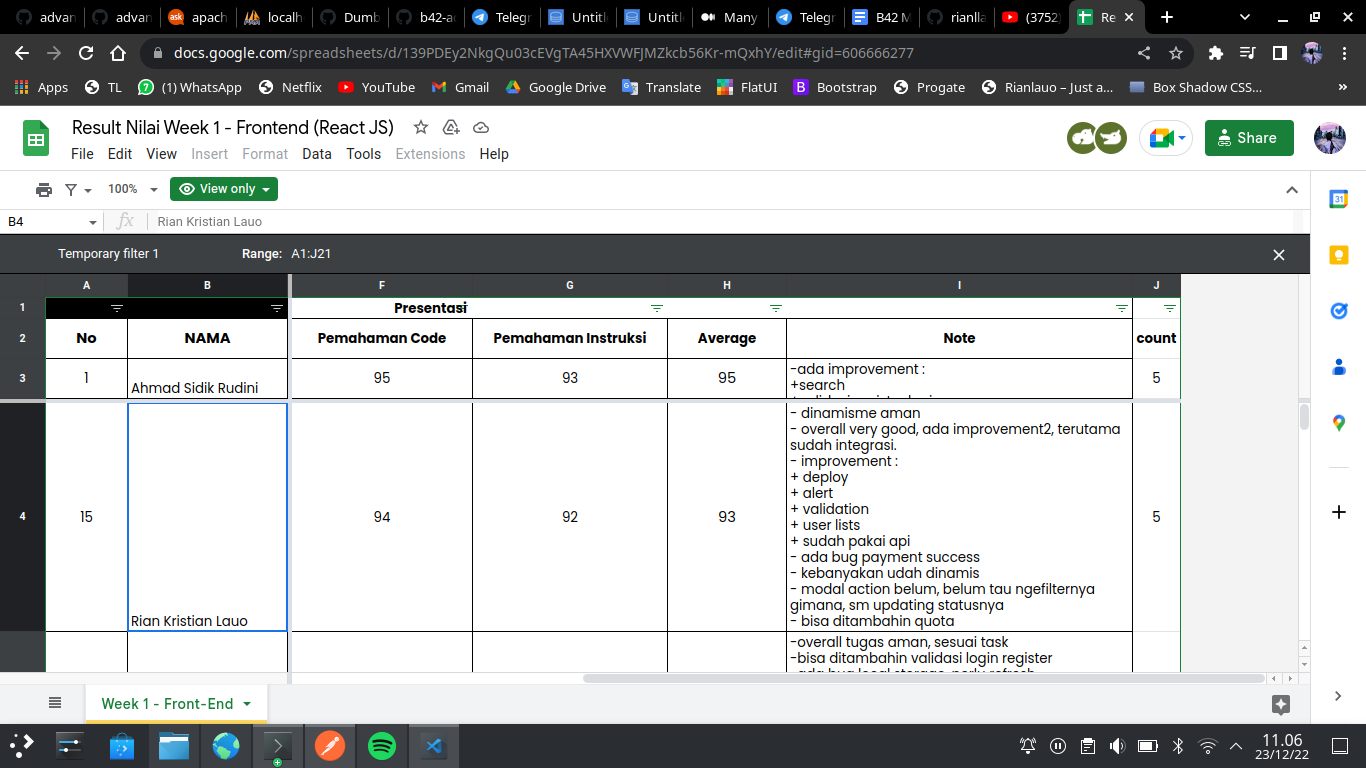 advan
advan
apach
localh
Dumb
b42-a
Telegr
Untitl
Untitl
Many
Telegr
B42 M
rianlla
(3752)
Re
docs.google.com/spreadsheets/d/139PDEy2NkgQu03cEVgTA45HXVWFJMZkcb56Kr-mQxhY/edit#gid=606666277
Apps TL (1) WhatsApp Netflix YouTube Gmail Google Drive Translate FlatUI Bootstrap Progate Rianlauo – Just a... Box Shadow CSS... »
Result Nilai Week 1 - Frontend (React JS)
File Edit View Insert Format Data Tools Extensions Help
Share
100% View only
B4 fx Rian Kristian Lauo
Temporary filter 1 Range: A1:J21
A B F G H I J
1 Presentasi
2 No NAMA Pemahaman Code Pemahaman Instruksi Average Note count
3 1 Ahmad Sidik Rudini 95 93 95 -ada improvement : 5
+search
4 15 Rian Kristian Lauo 94 92 93 5
- dinamisme aman
- overall very good, ada improvement2, terutama
sudah integrasi.
- improvement :
+ deploy
+ alert
+ validation
+ user lists
+ sudah pakai api
- ada bug payment success
- kebanyakan udah dinamis
- modal action belum, belum tau ngefilternya
gimana, sm updating statusnya
- bisa ditambahin quota
-overall tugas aman, sesuai task
-bisa ditambahin validasi login register
Week 1 - Front-End
11.06
23/12/22